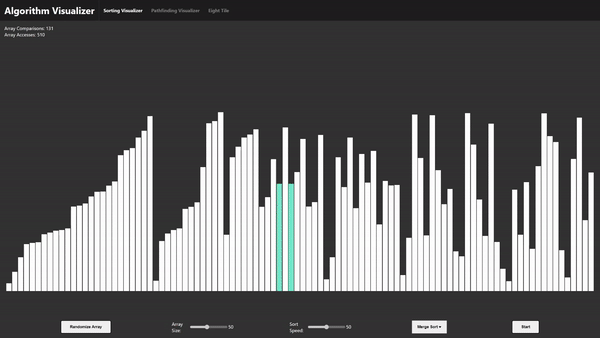 Algorithm Visualizer
Sorting Visualizer
Pathfinding Visualizer
Eight Tile
Array Comparisons: 131
Array Accesses: 510
Randomize Array
Array
Size:
50
Sort
Speed:
50
Merge Sort ▾
Start